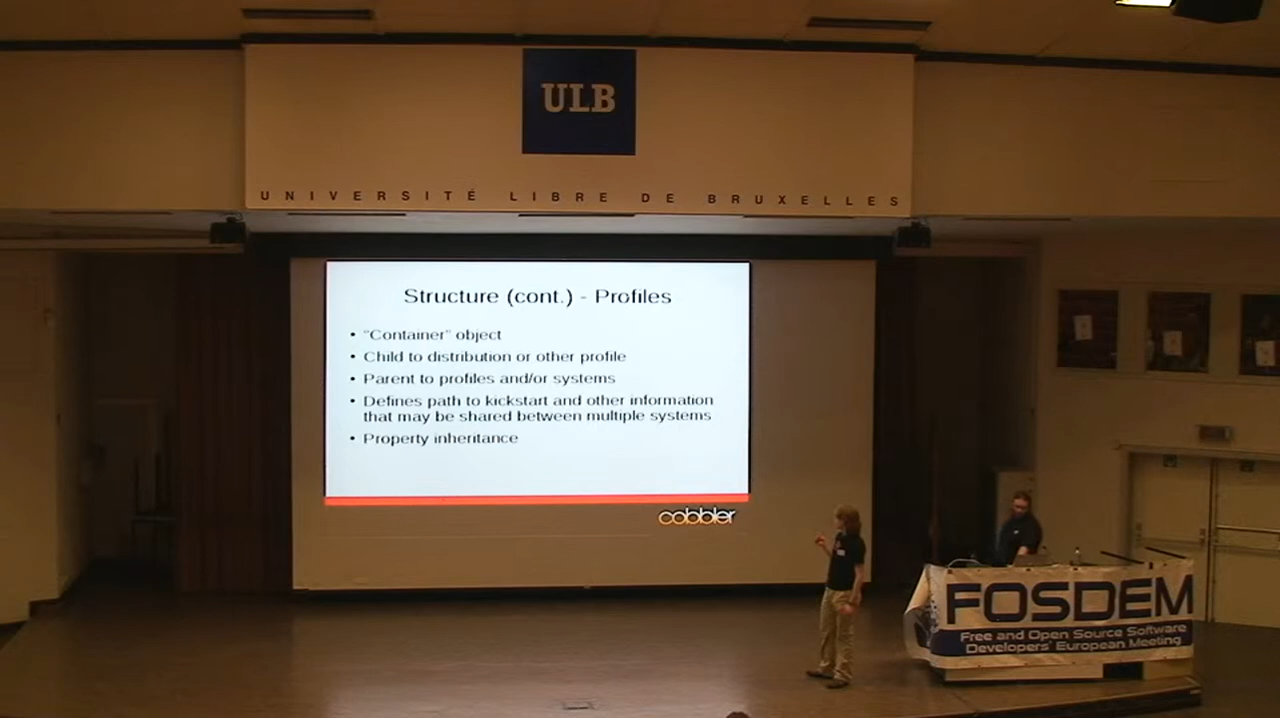 ULB
UNIVERSITÉ LIBRE DE BRUXELLES
Structure (cont.) - Profiles
• "Container" object
• Child to distribution or other profile
• Parent to profiles and/or systems
• Defines path to kickstart and other information
that may be shared between multiple systems
• Property inheritance
cobbler
FOSDEM
Free and Open Source Software
Developers' European Meeting